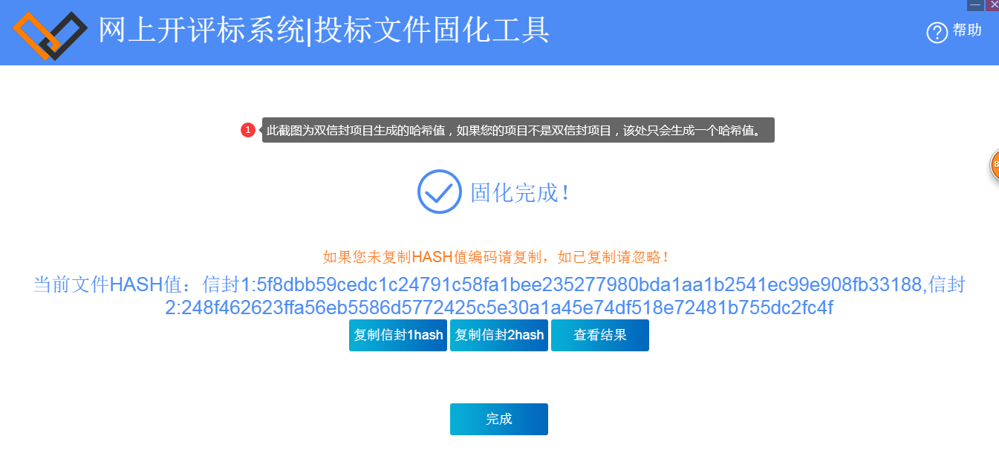 网上开评标系统|投标文件固化工具
帮助
1
此截图为双信封项目生成的哈希值，如果您的项目不是双信封项目，该处只会生成一个哈希值。
8
固化完成！
如果您未复制HASH值编码请复制，如已复制请忽略！
当前文件HASH值：信封1:5f8dbb59cedc1c24791c58fa1bee235277980bda1aa1b2541ec99e908fb33188,信封
2:248f462623ffa56eb5586d5772425c5e30a1a45e74df518e72481b755dc2fc4f
复制信封1hash 复制信封2hash 查看结果
完成